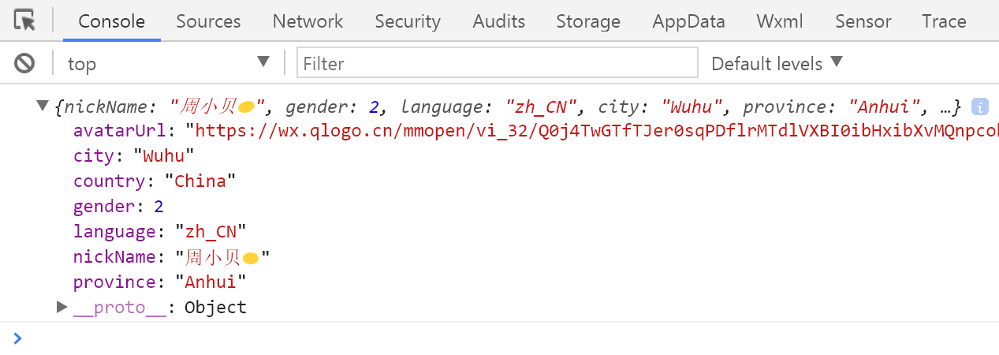 Console Sources Network Security Audits Storage AppData Wxml Sensor Trace
top Filter Default levels
{nickName: "周小贝🍋", gender: 2, language: "zh_CN", city: "Wuhu", province: "Anhui", …} i
avatarUrl: "https://wx.qlogo.cn/mmopen/vi_32/Q0j4TwGTfTJer0sqPDflrMTdlVXBI0ibHxibXvMQnpcol
city: "Wuhu"
country: "China"
gender: 2
language: "zh_CN"
nickName: "周小贝🍋"
province: "Anhui"
__proto__: Object